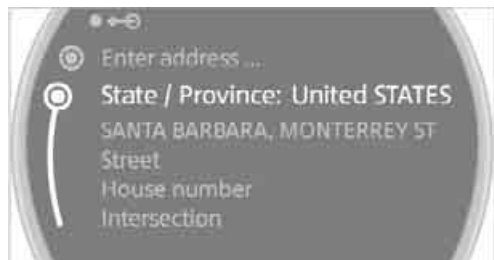 Enter address ...
State / Province: United STATES
SANTA BARBARA, MONTERREY ST
Street
House number
Intersection